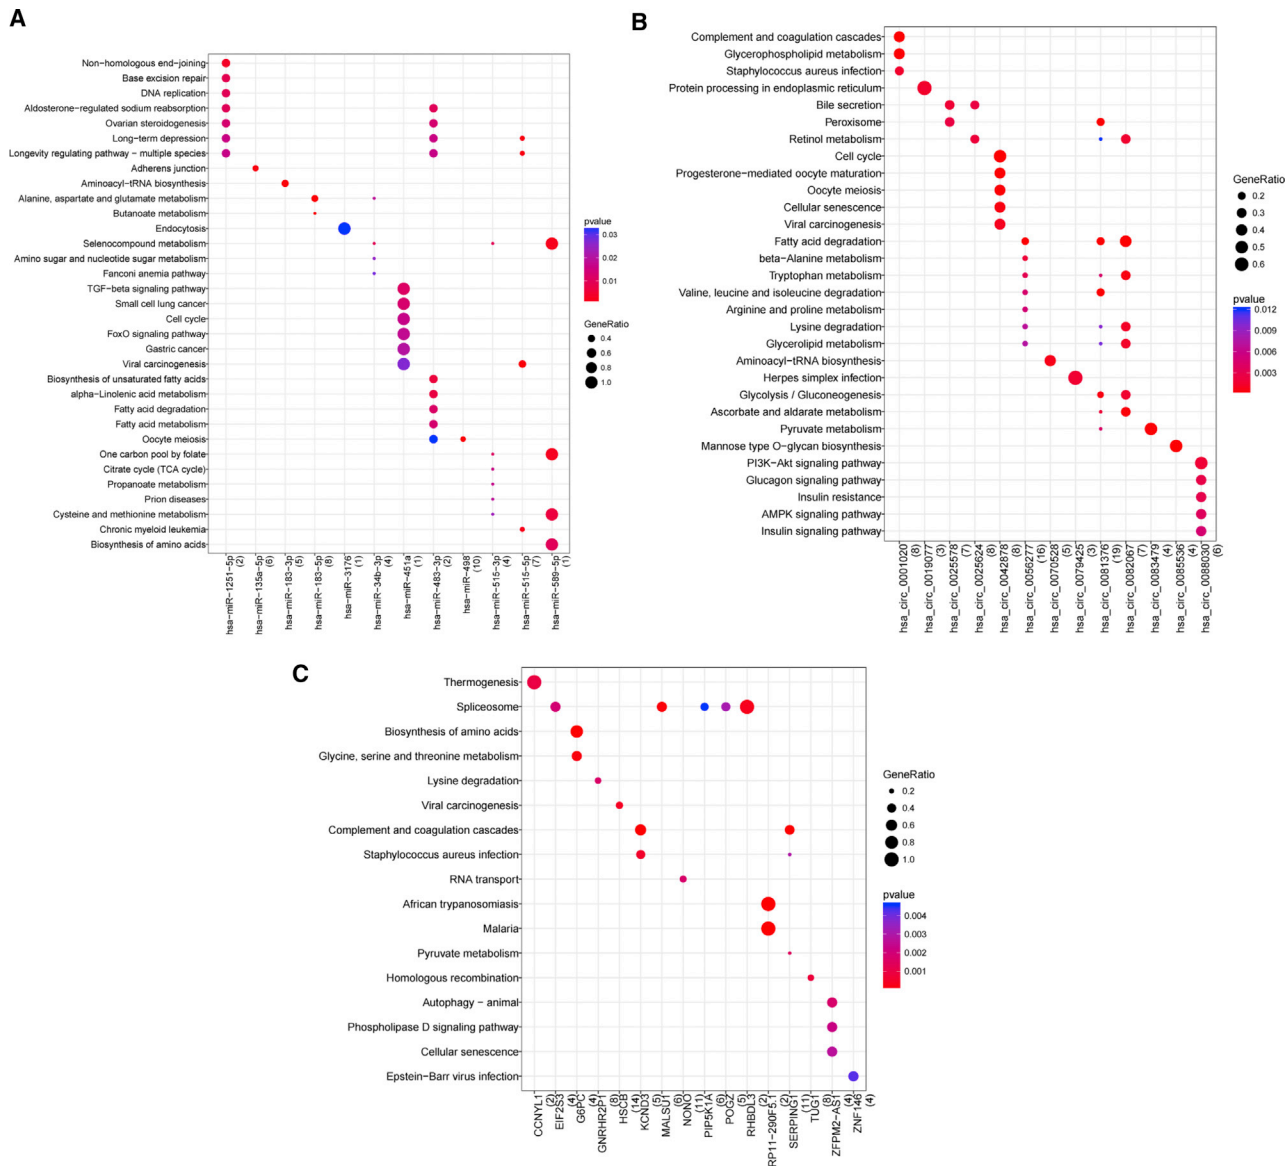 A
Non−homologous end−joining
Base excision repair
DNA replication
Aldosterone−regulated sodium reabsorption
Ovarian steroidogenesis
Long−term depression
Longevity regulating pathway − multiple species
Adherens junction
Aminoacyl−tRNA biosynthesis
Alanine, aspartate and glutamate metabolism
Butanoate metabolism
Endocytosis
Selenocompound metabolism
Amino sugar and nucleotide sugar metabolism
Fanconi anemia pathway
TGF−beta signaling pathway
Small cell lung cancer
Cell cycle
FoxO signaling pathway
Gastric cancer
Viral carcinogenesis
Biosynthesis of unsaturated fatty acids
alpha−Linolenic acid metabolism
Fatty acid degradation
Fatty acid metabolism
Oocyte meiosis
One carbon pool by folate
Citrate cycle (TCA cycle)
Propanoate metabolism
Prion diseases
Cysteine and methionine metabolism
Chronic myeloid leukemia
Biosynthesis of amino acids
hsa−miR−1251−5p
(2)
hsa−miR−135a−5p
(6)
hsa−miR−183−3p
(5)
hsa−miR−183−5p
(8)
hsa−miR−3176
(1)
hsa−miR−34b−3p
(4)
hsa−miR−451a
(1)
hsa−miR−483−3p
(2)
hsa−miR−498
(10)
hsa−miR−515−3p
(4)
hsa−miR−515−5p
(7)
hsa−miR−589−5p
(1)
pvalue
0.03
0.02
0.01
GeneRatio
0.4
0.6
0.8
1.0
B
Complement and coagulation cascades
Glycerophospholipid metabolism
Staphylococcus aureus infection
Protein processing in endoplasmic reticulum
Bile secretion
Peroxisome
Retinol metabolism
Cell cycle
Progesterone−mediated oocyte maturation
Oocyte meiosis
Cellular senescence
Viral carcinogenesis
Fatty acid degradation
beta−Alanine metabolism
Tryptophan metabolism
Valine, leucine and isoleucine degradation
Arginine and proline metabolism
Lysine degradation
Glycerolipid metabolism
Aminoacyl−tRNA biosynthesis
Herpes simplex infection
Glycolysis / Gluconeogenesis
Ascorbate and aldarate metabolism
Pyruvate metabolism
Mannose type O−glycan biosynthesis
PI3K−Akt signaling pathway
Glucagon signaling pathway
Insulin resistance
AMPK signaling pathway
Insulin signaling pathway
hsa_circ_0001020
(8)
hsa_circ_0019077
(3)
hsa_circ_0025578
(7)
hsa_circ_0025624
(8)
hsa_circ_0042878
(8)
hsa_circ_0056277
(16)
hsa_circ_0070528
(5)
hsa_circ_0079425
(3)
hsa_circ_0081376
(19)
hsa_circ_0082067
(7)
hsa_circ_0083479
(4)
hsa_circ_0085536
(4)
hsa_circ_0088030
(6)
GeneRatio
0.2
0.3
0.4
0.5
0.6
pvalue
0.012
0.009
0.006
0.003
C
Thermogenesis
Spliceosome
Biosynthesis of amino acids
Glycine, serine and threonine metabolism
Lysine degradation
Viral carcinogenesis
Complement and coagulation cascades
Staphylococcus aureus infection
RNA transport
African trypanosomiasis
Malaria
Pyruvate metabolism
Homologous recombination
Autophagy − animal
Phospholipase D signaling pathway
Cellular senescence
Epstein−Barr virus infection
CCNYL1
(2)
EIF2S3
(4)
G6PC
(4)
GNRHR2P1
(8)
HSCB
(14)
KCND3
(5)
MALSU1
(6)
NONO
(11)
PIP5K1A
(6)
POGZ
(5)
RHBDL3
(2)
RP11−290F5.1
(2)
SERPING1
(11)
TUG1
(4)
ZFPM2−AS1
(4)
ZNF146
(4)
GeneRatio
0.2
0.4
0.6
0.8
1.0
pvalue
0.004
0.003
0.002
0.001